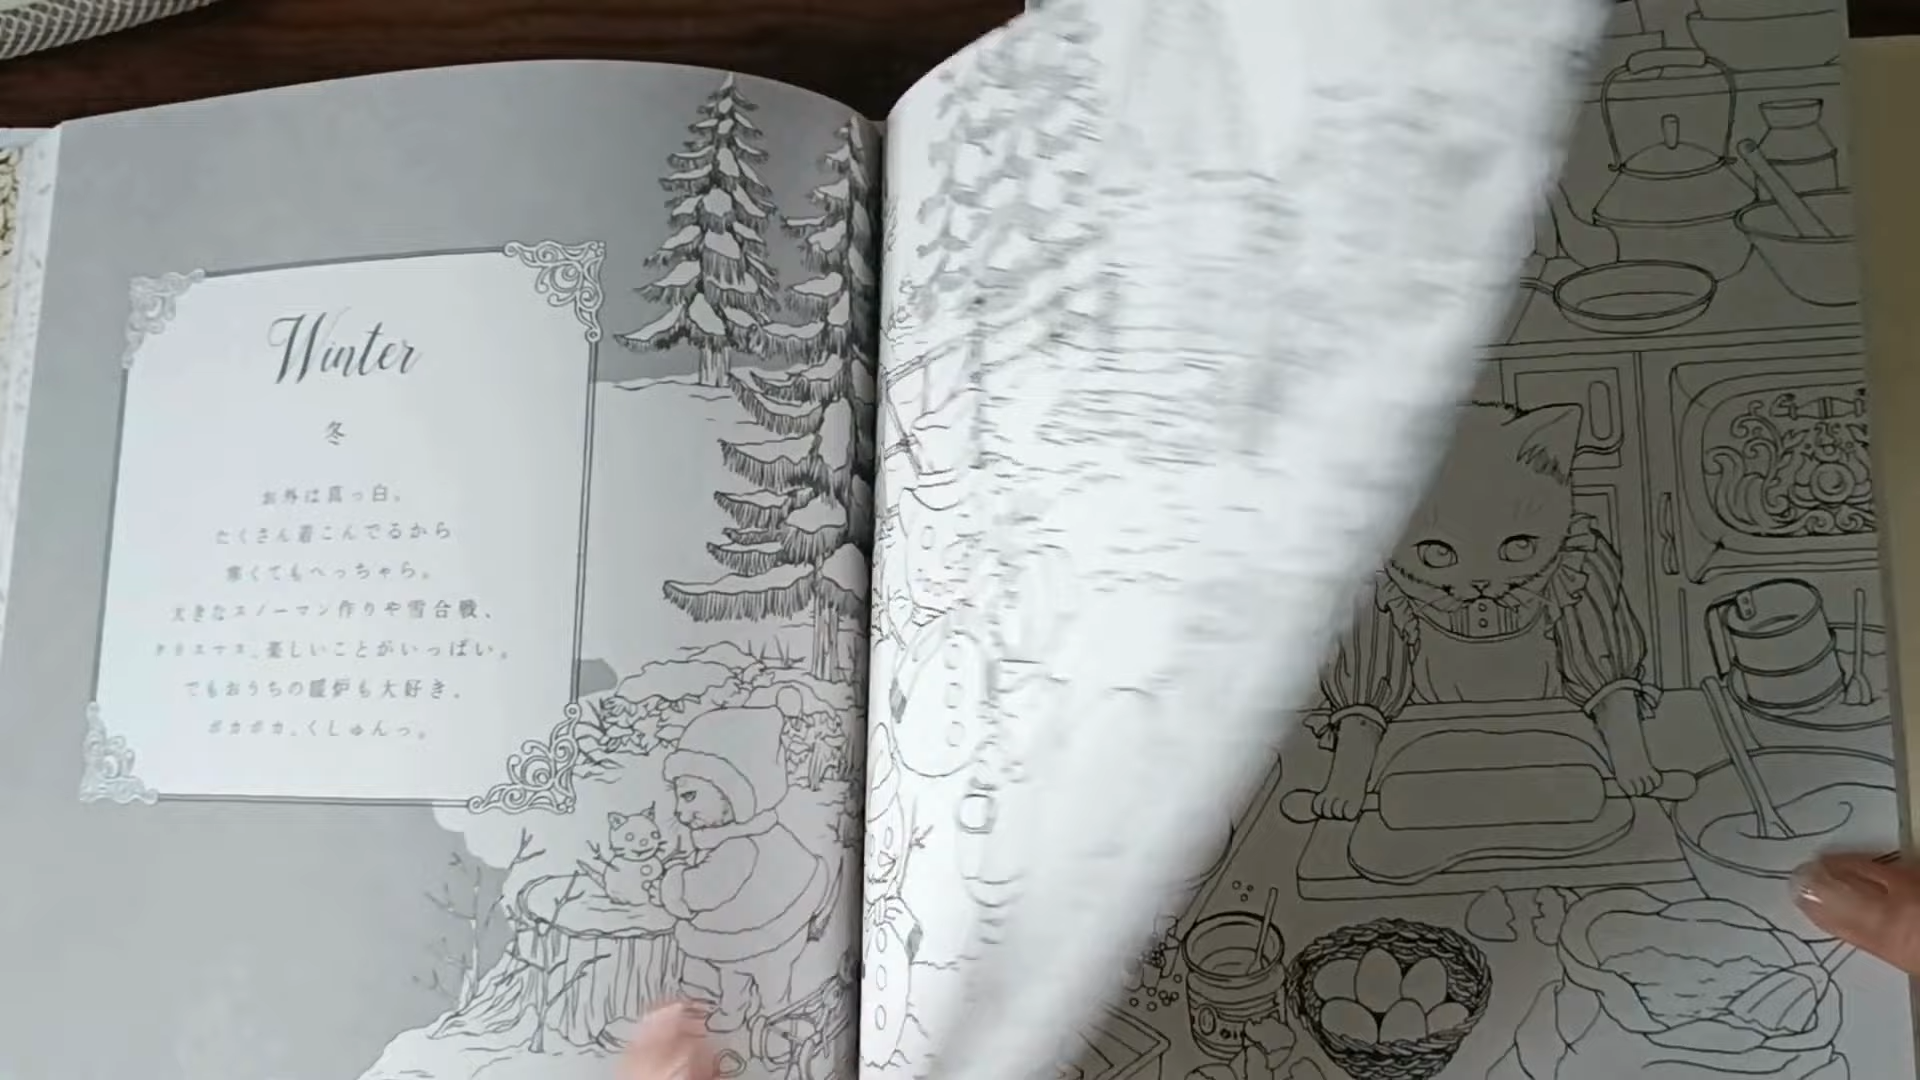 Winter
冬
お外は真っ白。
たくさん着こんでるから
寒くてもへっちゃら。
大きなスノーマン作りや雪合戦、
クリスマス、楽しいことがいっぱい。
でもおうちの暖炉も大好き。
ポカポカ、くしゅんっ。